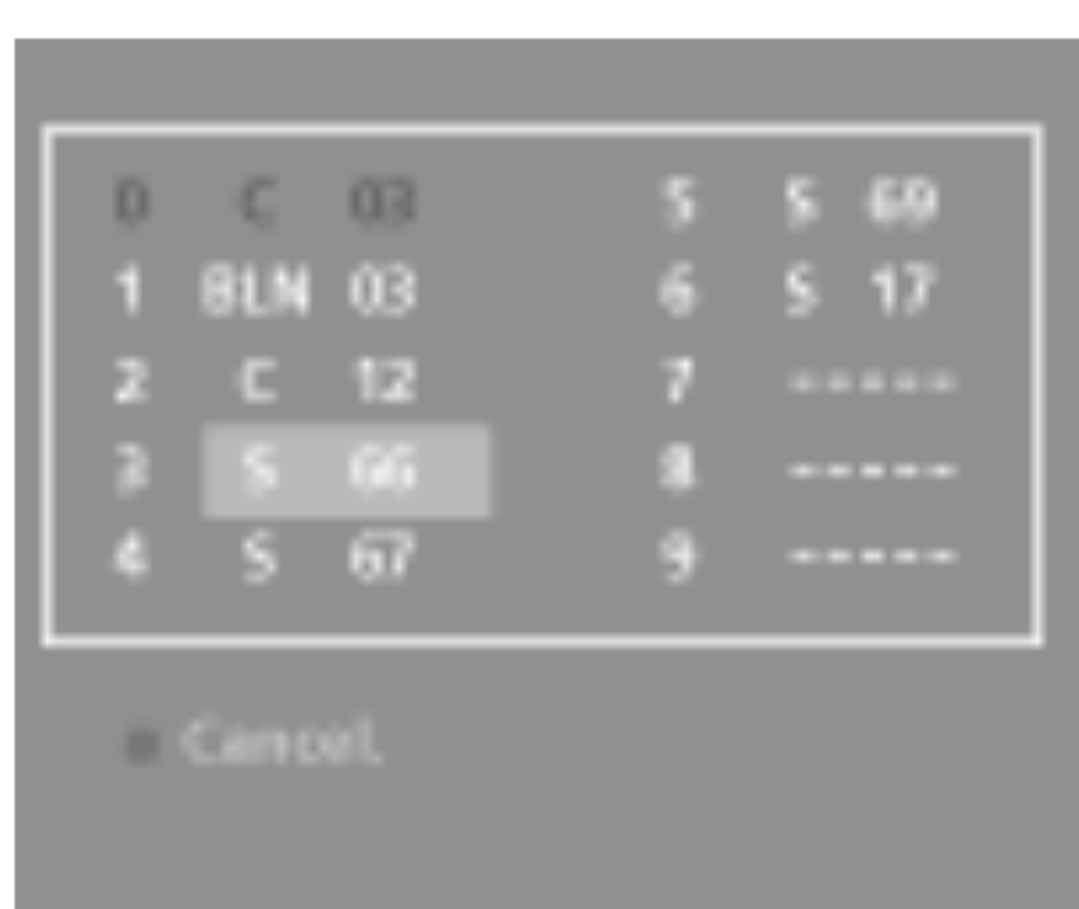 0 C 03 5 S 69
1 BLN 03 6 S 17
2 C 12 7 -----
3 S 66 8 -----
4 S 67 9 -----
Cancel